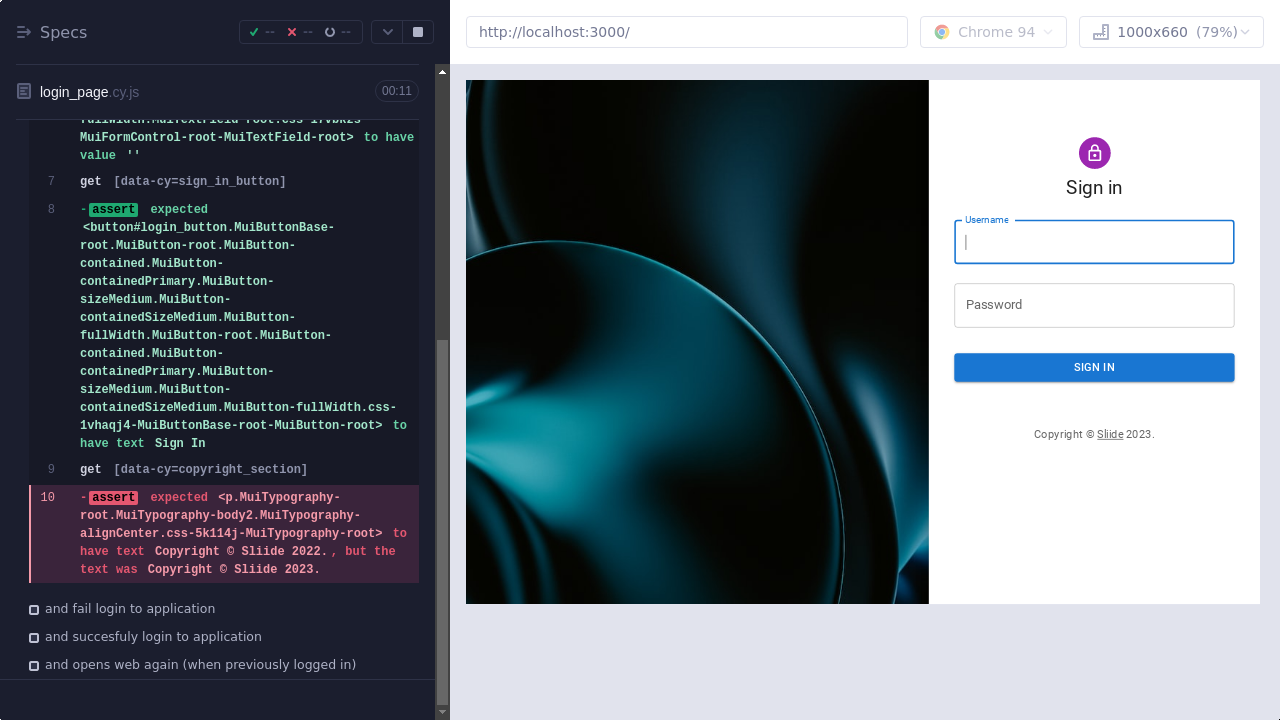 Specs
--
--
--
http://localhost:3000/
Chrome 94
1000x660 (79%)
login_page.cy.js
00:11
MuiFormControl-root-MuiTextField-root> to have
value ''
7 get [data-cy=sign_in_button]
8 -assert expected
<button#login_button.MuiButtonBase-
root.MuiButton-root.MuiButton-
contained.MuiButton-
containedPrimary.MuiButton-
sizeMedium.MuiButton-
containedSizeMedium.MuiButton-
fullWidth.MuiButton-root.MuiButton-
contained.MuiButton-
containedPrimary.MuiButton-
sizeMedium.MuiButton-
containedSizeMedium.MuiButton-fullWidth.css-
1vhaqj4-MuiButtonBase-root-MuiButton-root> to
have text Sign In
9 get [data-cy=copyright_section]
10 -assert expected <p.MuiTypography-
root.MuiTypography-body2.MuiTypography-
alignCenter.css-5k114j-MuiTypography-root> to
have text Copyright © Sliide 2022., but the
text was Copyright © Sliide 2023.
and fail login to application
and succesfuly login to application
and opens web again (when previously logged in)
Sign in
Username
Password
SIGN IN
Copyright © Sliide 2023.